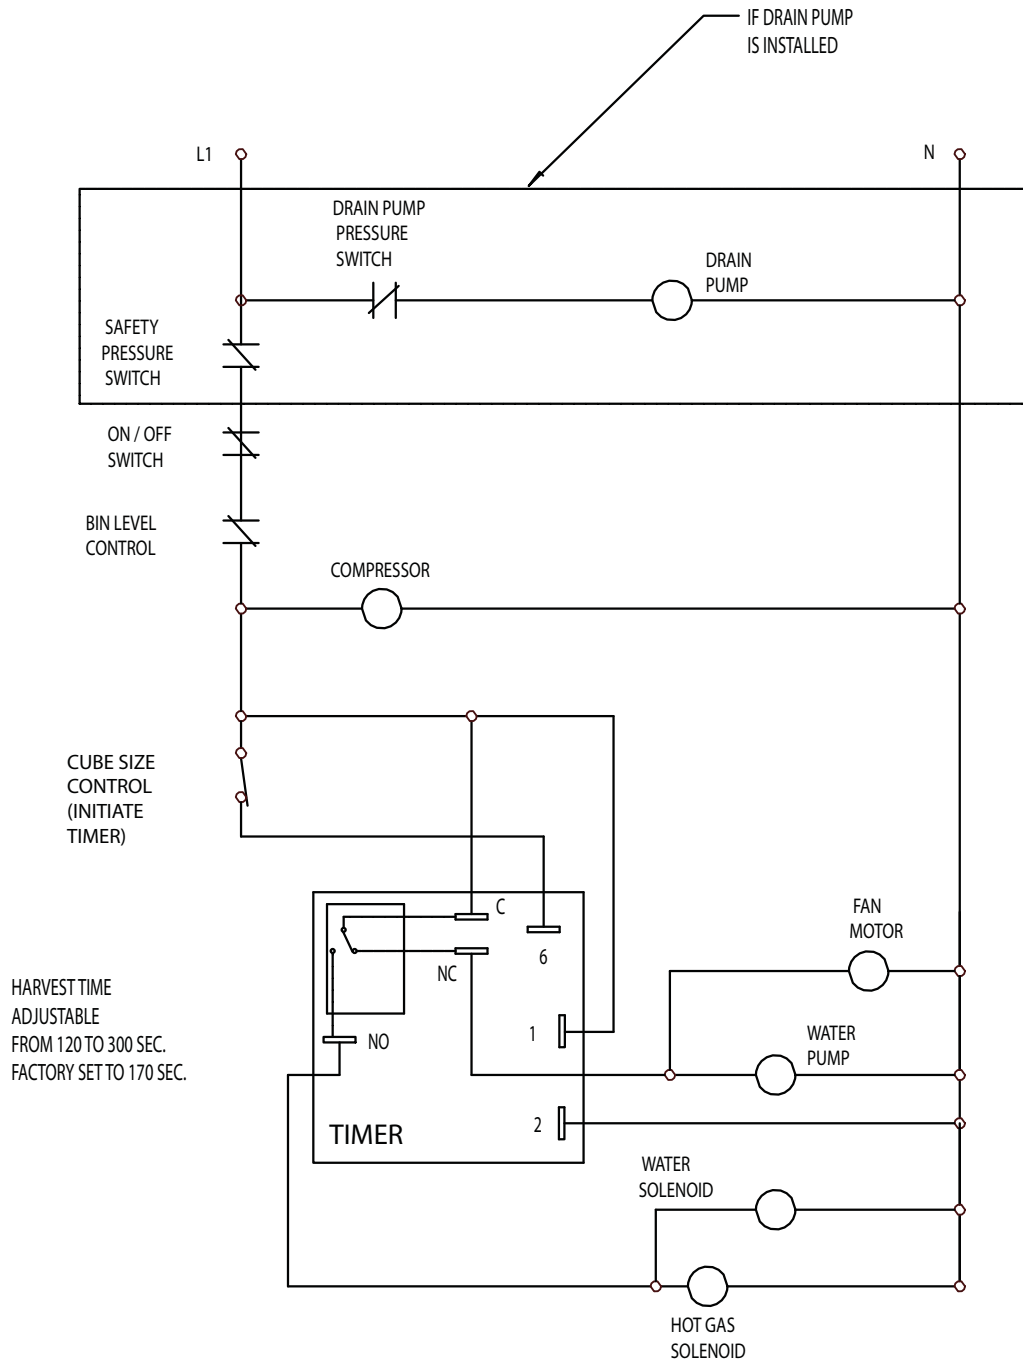 IF DRAIN PUMP
IS INSTALLED
L1
N
DRAIN PUMP
PRESSURE
SWITCH
DRAIN
PUMP
SAFETY
PRESSURE
SWITCH
ON / OFF
SWITCH
BIN LEVEL
CONTROL
COMPRESSOR
CUBE SIZE
CONTROL
(INITIATE
TIMER)
C
6
NC
FAN
MOTOR
HARVEST TIME
ADJUSTABLE
FROM 120 TO 300 SEC.
FACTORY SET TO 170 SEC.
NO
1
WATER
PUMP
2
TIMER
WATER
SOLENOID
HOT GAS
SOLENOID